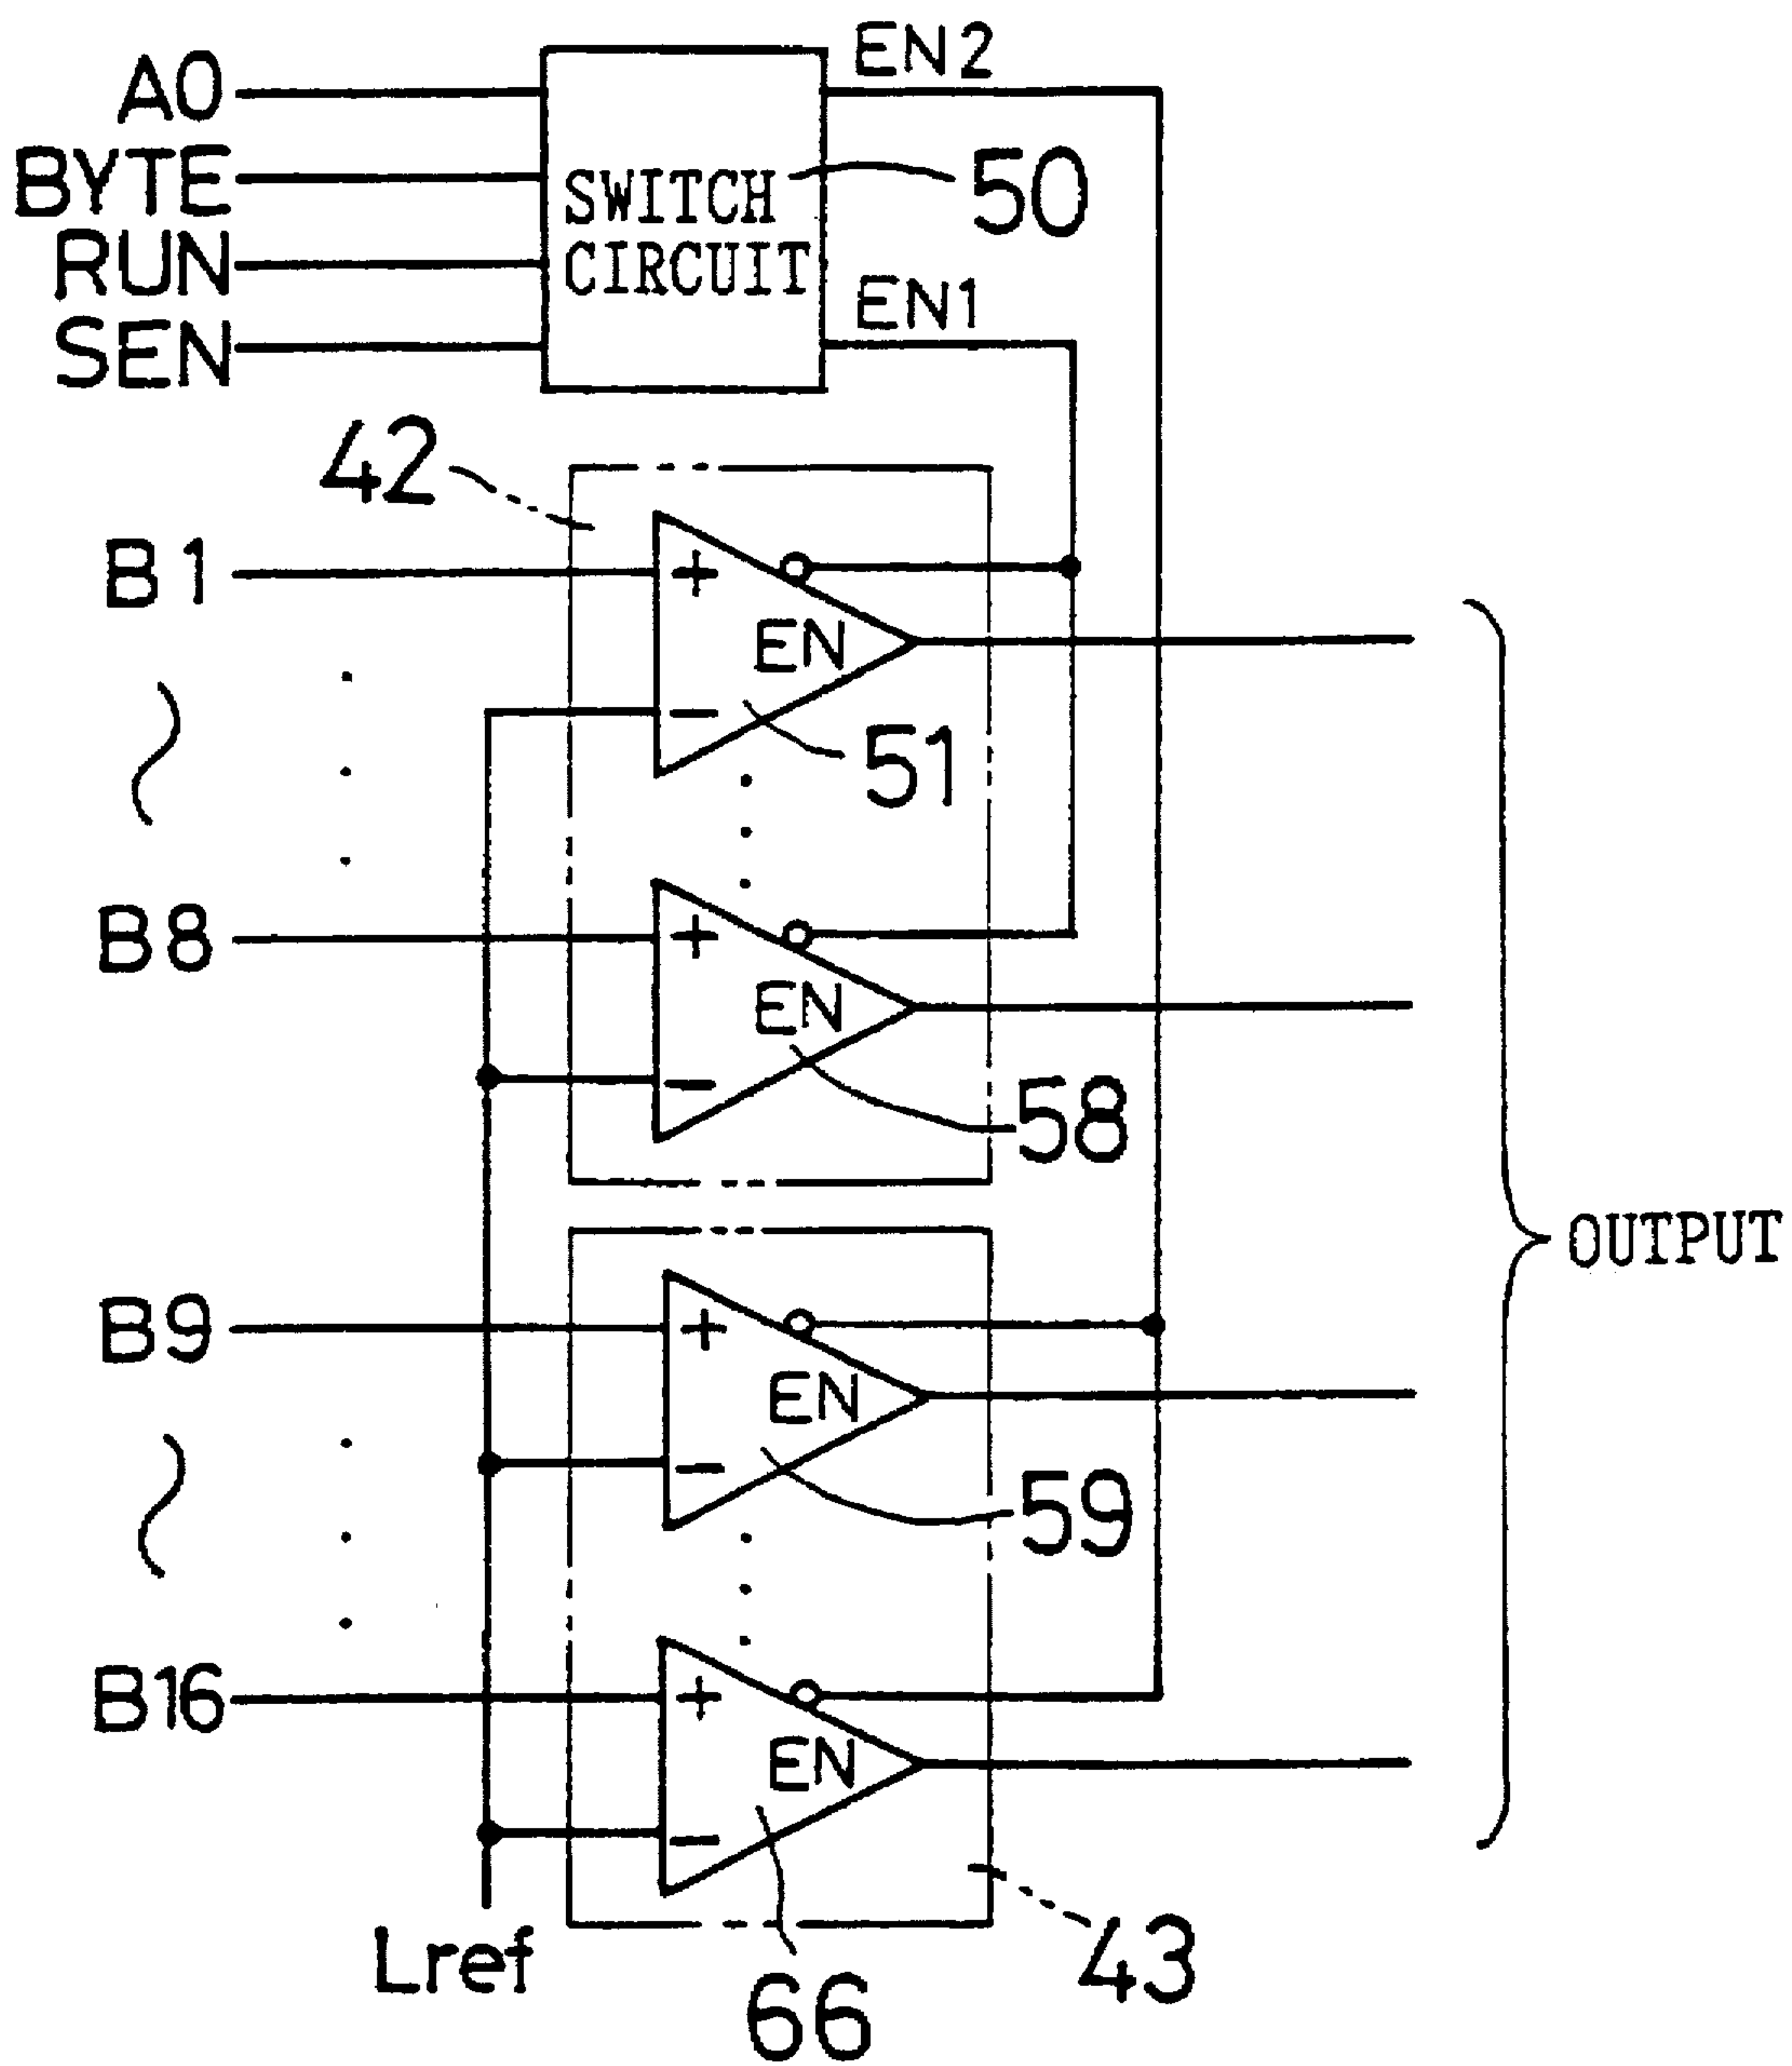 EN2
A0
BYTE
SWITCH
CIRCUIT
50
RUN
EN1
SEN
42
B1
+
EN
−
51
B8
+
EN
−
58
OUTPUT
B9
+
EN
−
59
B16
+
EN
−
Lref
66
43